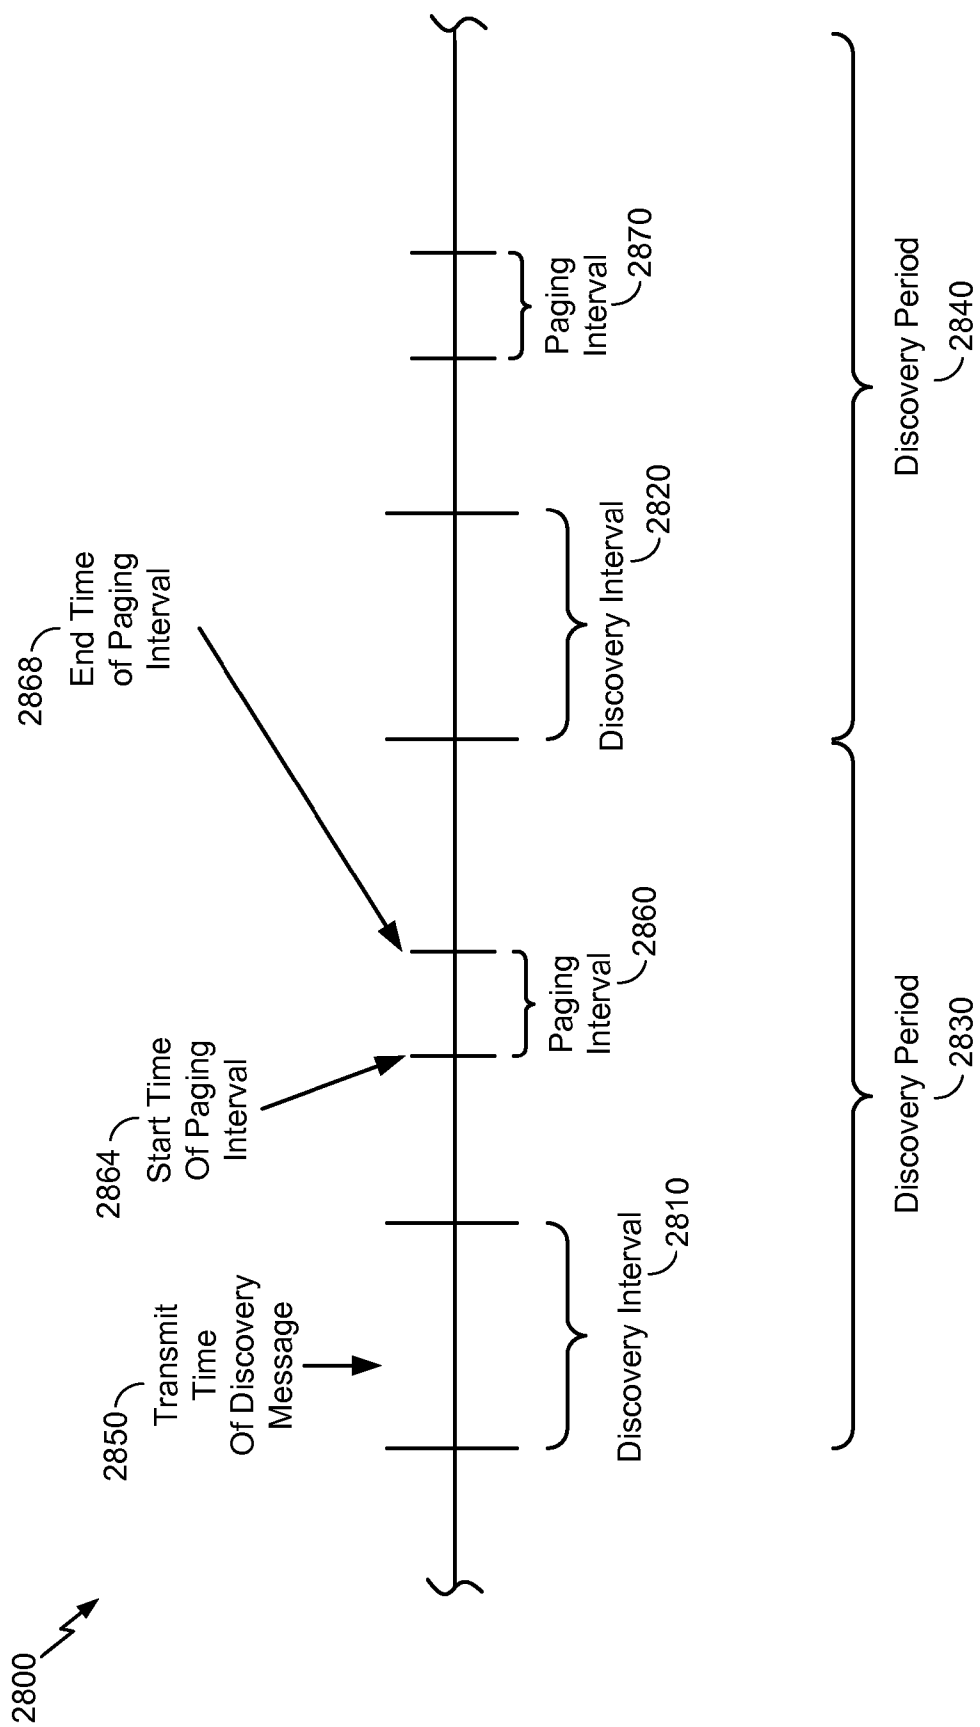 2800
2850
Transmit
Time
Of Discovery
Message
2864
Start Time
Of Paging
Interval
2868
End Time
of Paging
Interval
Discovery Interval
2810
Paging
Interval
2860
Discovery Interval
2820
Paging
Interval
2870
Discovery Period
2830
Discovery Period
2840